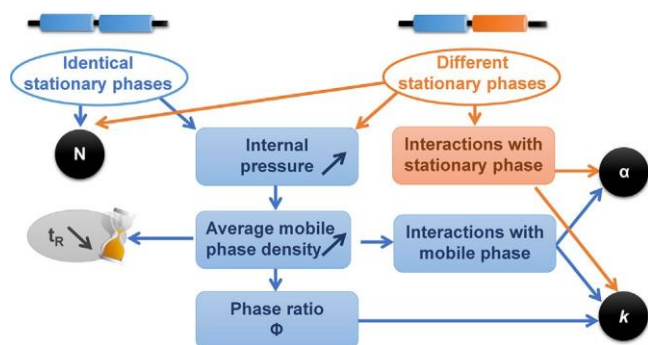 Identical
stationary phases
Different
stationary phases
N
Internal
pressure
Interactions with
stationary phase
α
tR
Average mobile
phase density
Interactions with
mobile phase
Phase ratio
Φ
k